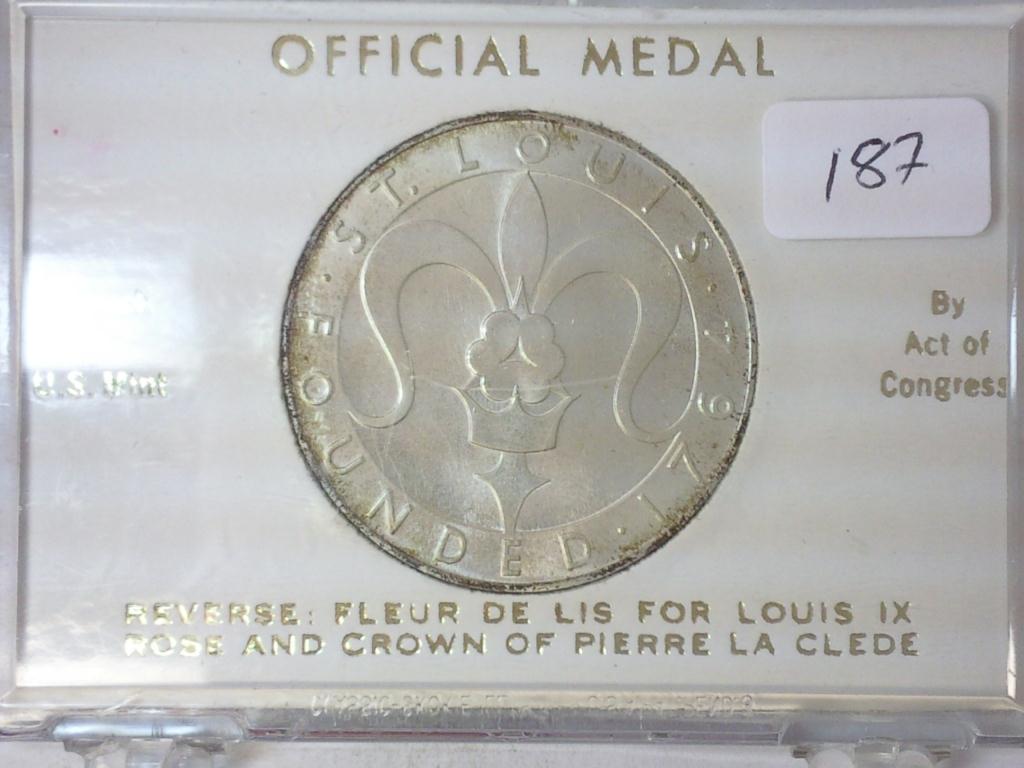 OFFICIAL MEDAL
187
ST. LOUIS · 1764 · FOUNDED ·
By
Act of
Congress
U.S. Mint
REVERSE: FLEUR DE LIS FOR LOUIS IX
ROSE AND CROWN OF PIERRE LA CLEDE